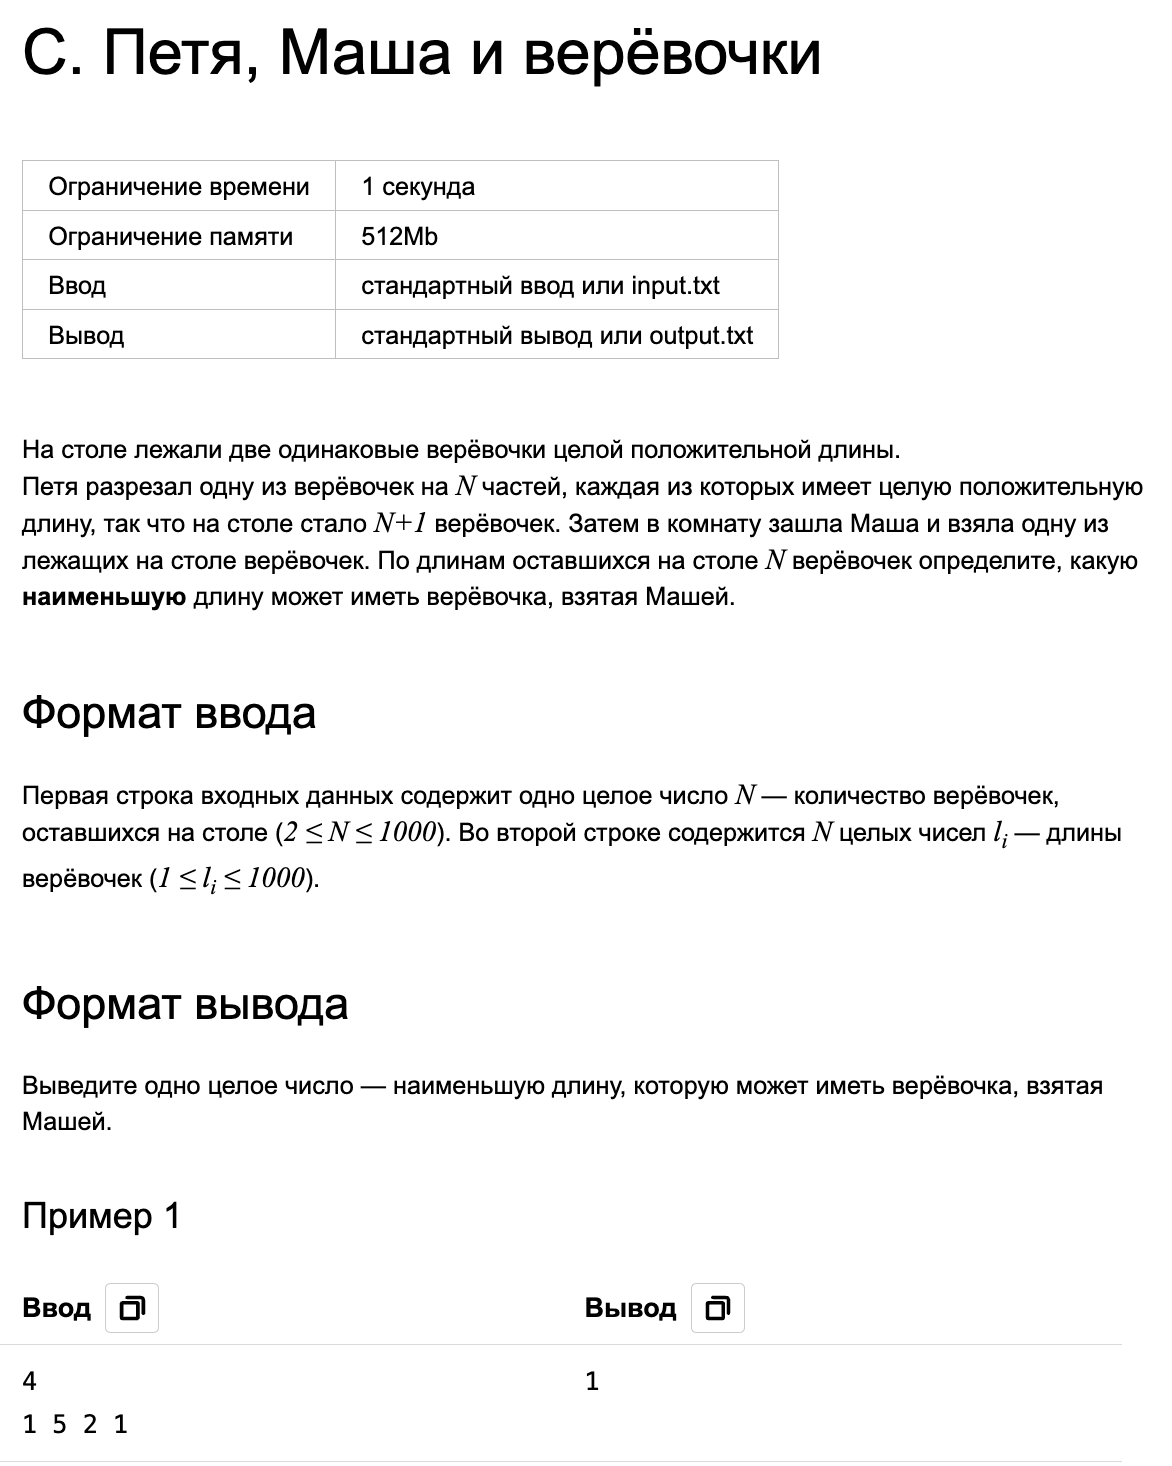 С. Петя, Маша и верёвочки
Ограничение времени 1 секунда
Ограничение памяти 512Mb
Ввод стандартный ввод или input.txt
Вывод стандартный вывод или output.txt
На столе лежали две одинаковые верёвочки целой положительной длины.
Петя разрезал одну из верёвочек на N частей, каждая из которых имеет целую положительную
длину, так что на столе стало N+1 верёвочек. Затем в комнату зашла Маша и взяла одну из
лежащих на столе верёвочек. По длинам оставшихся на столе N верёвочек определите, какую
наименьшую длину может иметь верёвочка, взятая Машей.
Формат ввода
Первая строка входных данных содержит одно целое число N — количество верёвочек,
оставшихся на столе (2 ≤ N ≤ 1000). Во второй строке содержится N целых чисел lᵢ — длины
верёвочек (1 ≤ lᵢ ≤ 1000).
Формат вывода
Выведите одно целое число — наименьшую длину, которую может иметь верёвочка, взятая
Машей.
Пример 1
Ввод Вывод
4 1
1 5 2 1